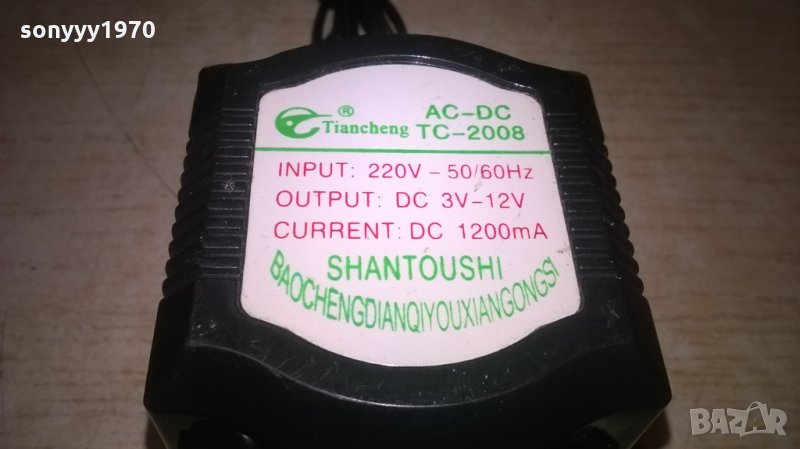 sonyyy1970
® AC-DC
Tiancheng TC-2008
INPUT: 220V - 50/60Hz
OUTPUT: DC 3V-12V
CURRENT: DC 1200mA
SHANTOUSHI
BAOCHENGDIANQIYOUXIANGONGSI
BAZAR